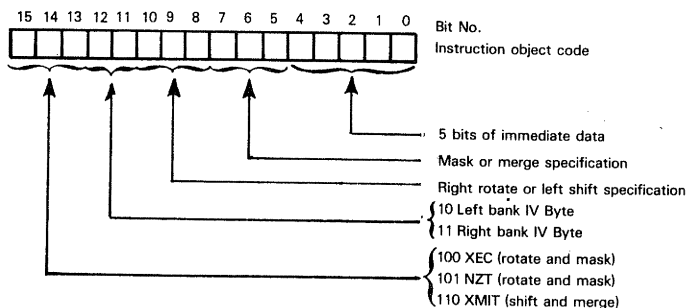 15 14 13 12 11 10 9 8 7 6 5 4 3 2 1 0 Bit No.
Instruction object code
5 bits of immediate data
Mask or merge specification
Right rotate or left shift specification
10 Left bank IV Byte
11 Right bank IV Byte
100 XEC (rotate and mask)
101 NZT (rotate and mask)
110 XMIT (shift and merge)